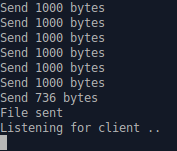 Send 1000 bytes
Send 1000 bytes
Send 1000 bytes
Send 1000 bytes
Send 1000 bytes
Send 1000 bytes
Send 736 bytes
File sent
Listening for client ..